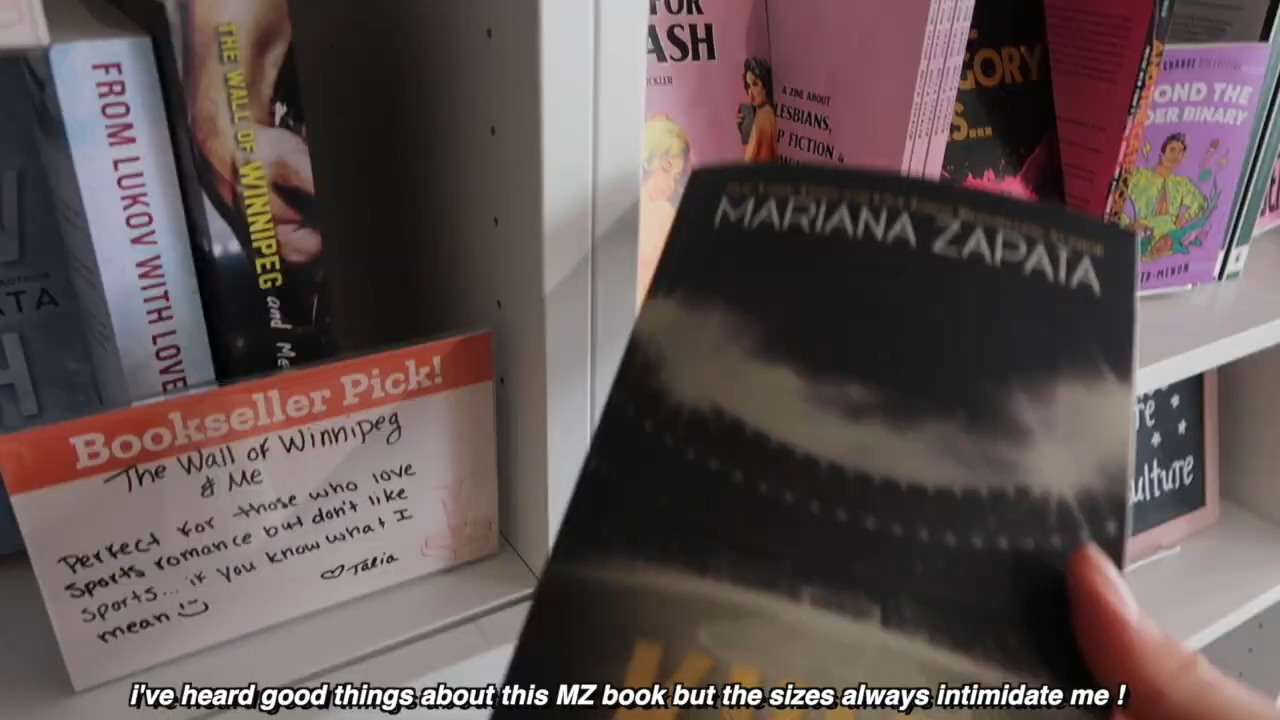 FROM LUKOV WITH LOVE
THE WALL OF WINNIPEG and Me
Bookseller Pick!
The Wall of Winnipeg
& Me
Perfect for those who love
sports romance but don't like
sports... if you know what I
mean
♡ Talia
MARIANA ZAPATA
FOR
ASH
A ZINE ABOUT
LESBIANS,
P FICTION &
GORY
S...
OND THE
DER BINARY
re
ulture
i've heard good things about this MZ book but the sizes always intimidate me !